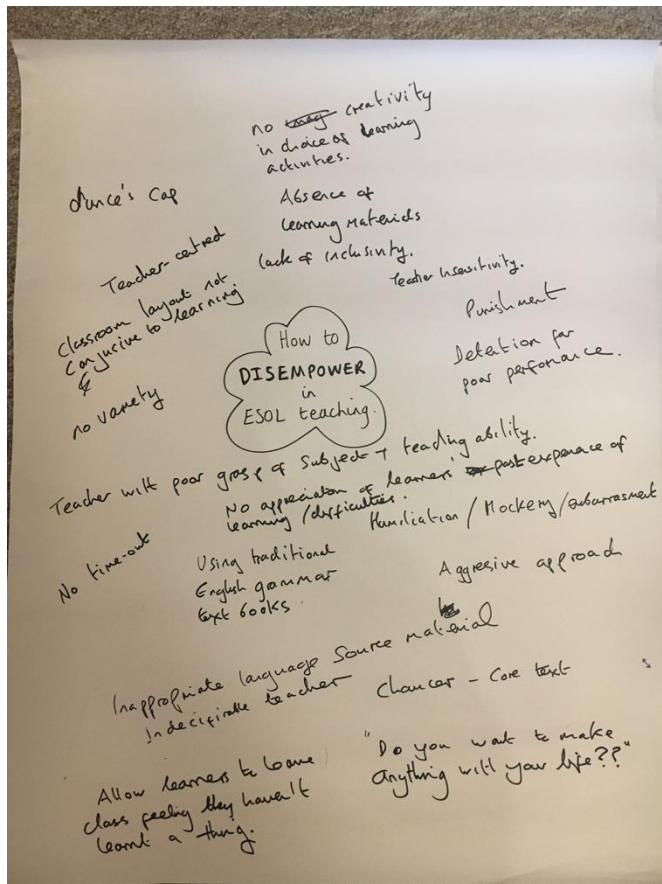 no creativity
in choice of learning
activities.
dunce's cap
Absence of
learning materials
Teacher-centred
lack of inclusivity.
Teacher insensitivity.
Classroom layout not
conjusive to learning
&
no variety
Punishment
Detention for
poor perfomance.
How to
DISEMPOWER
in
ESOL teaching.
Teacher with poor grasp of subject + teaching ability.
No appreciation of learners' past experience of
learning/difficulties.
Humiliation / Mockery / embarrasment
No time-out
Using traditional
English grammar
text books.
Aggresive approach
Inappropriate language source material
Indecipirable teacher
Chaucer - Core text
Allow learners to leave
class feeling they haven't
learnt a thing.
"Do you want to make
anything with your life??"